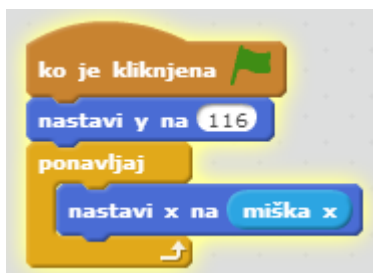 ko je kliknjena
nastavi y na 116
ponavljaj
nastavi x na miška x